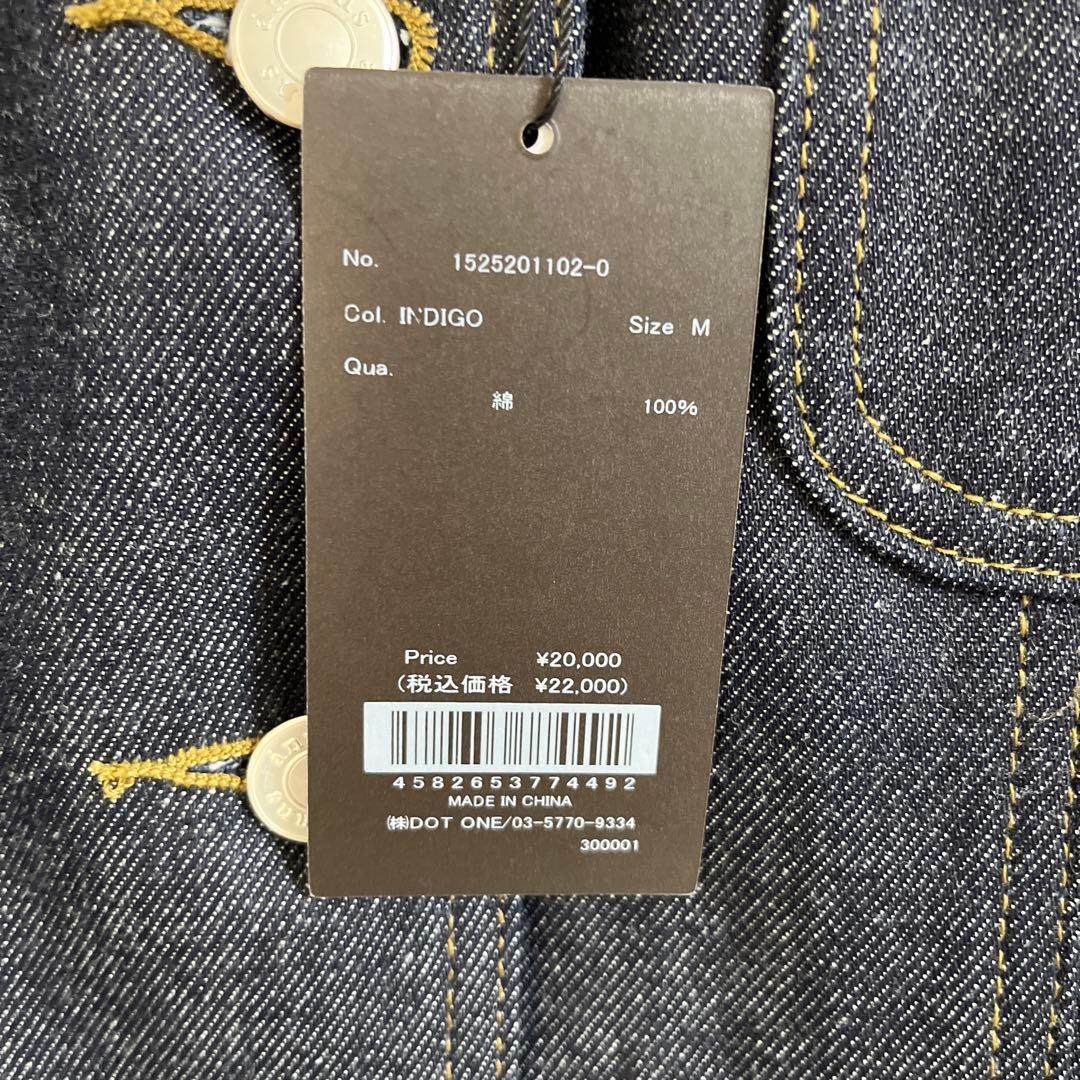 No. 1525201102-0
Col. INDIGO Size M
Qua.
綿 100%
Price ¥20,000
(税込価格 ¥22,000)
4582653774492
MADE IN CHINA
㈱DOT ONE/03-5770-9334
300001